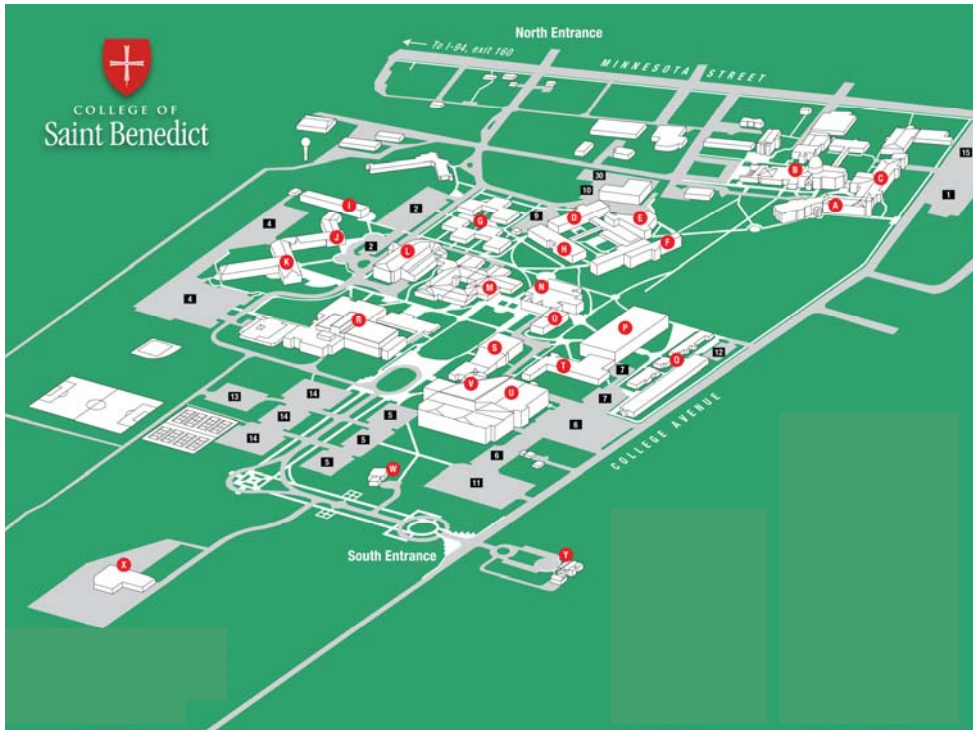 North Entrance
To I-94, exit 160
MINNESOTA STREET
COLLEGE OF
Saint Benedict
15
30
B
C
10
1
I
2
A
4
G
9
D
E
J
2
L
H
F
K
M
N
4
R
O
P
S
T
Q
12
7
V
U
7
13
14
14
5
6
14
5
5
6
W
11
COLLEGE AVENUE
South Entrance
X
Y